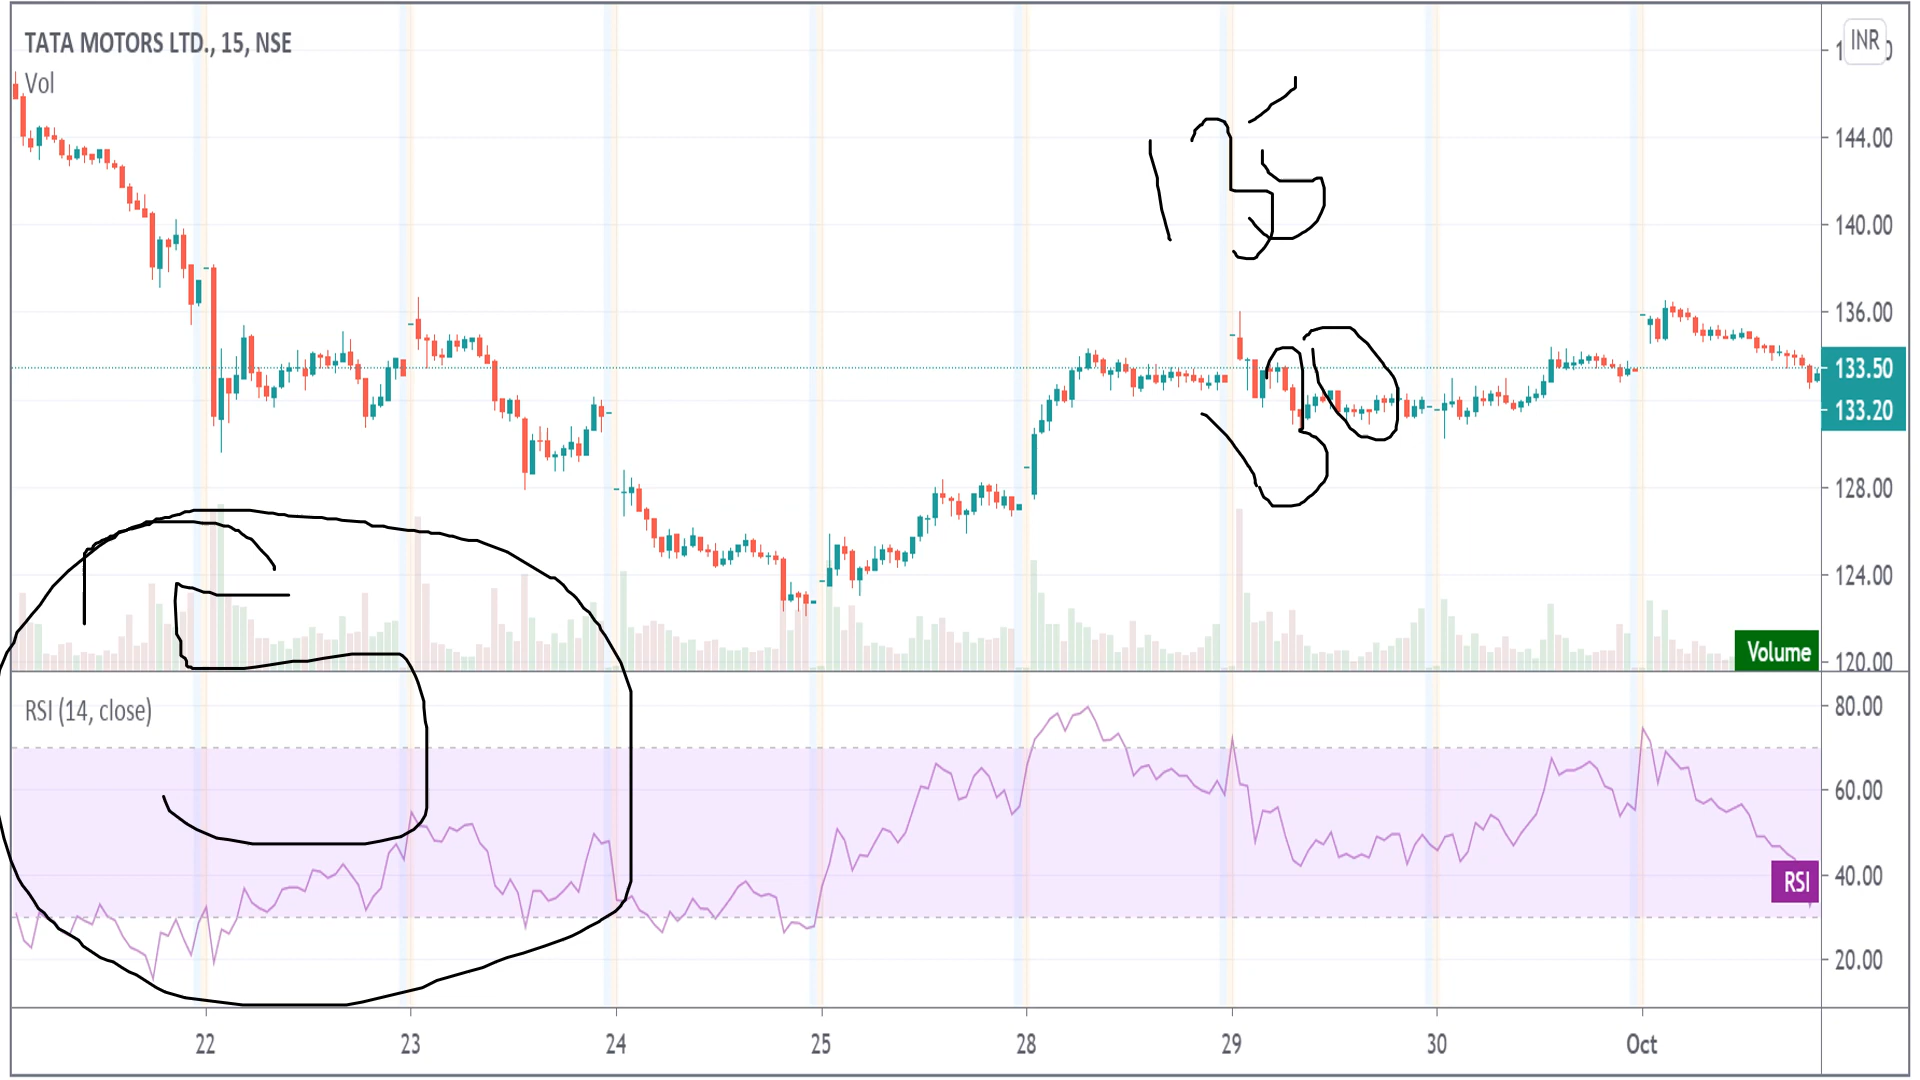 TATA MOTORS LTD., 15, NSE
INR
Vol
144.00
140.00
136.00
133.50
133.20
128.00
124.00
Volume
120.00
RSI (14, close)
80.00
60.00
RSI
40.00
20.00
22 23 24 25 28 29 30 Oct